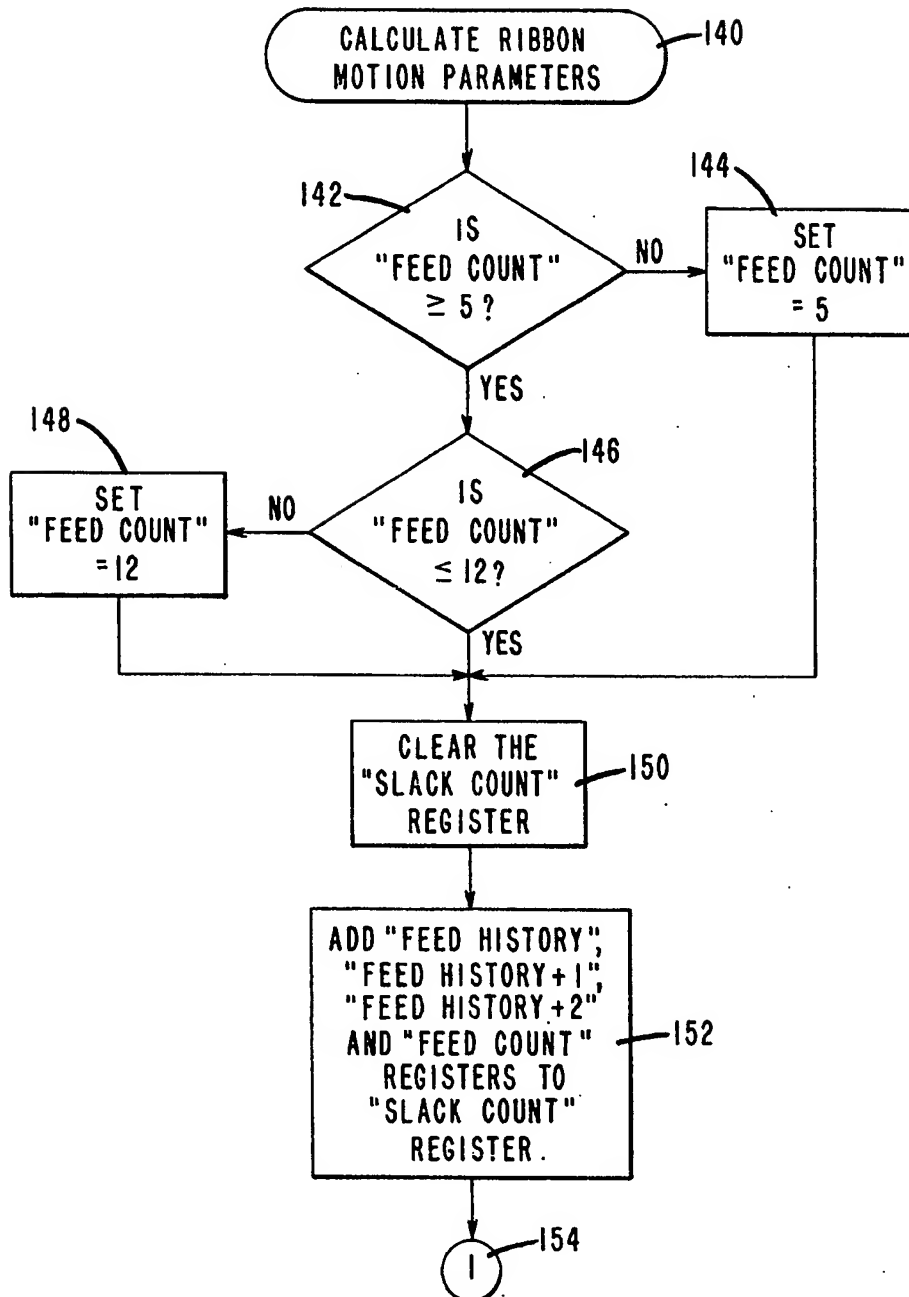 CALCULATE RIBBON
MOTION PARAMETERS
140
142
IS
"FEED COUNT"
≥ 5?
NO
144
SET
"FEED COUNT"
= 5
YES
148
SET
"FEED COUNT"
=12
NO
146
IS
"FEED COUNT"
≤ 12?
YES
CLEAR THE
"SLACK COUNT"
REGISTER
150
ADD "FEED HISTORY",
"FEED HISTORY+1",
"FEED HISTORY+2"
AND "FEED COUNT"
REGISTERS TO
"SLACK COUNT"
REGISTER.
152
1
154